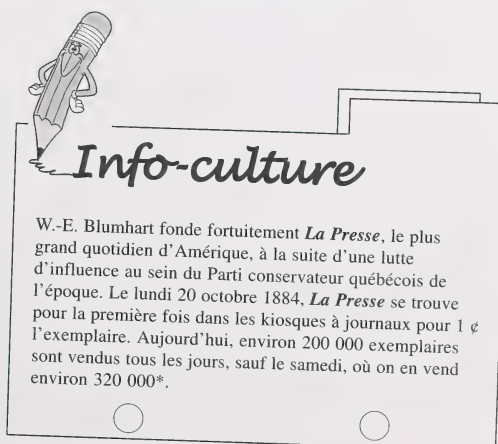 Info-culture
W.-E. Blumhart fonde fortuitement La Presse, le plus
grand quotidien d'Amérique, à la suite d'une lutte
d'influence au sein du Parti conservateur québécois de
l'époque. Le lundi 20 octobre 1884, La Presse se trouve
pour la première fois dans les kiosques à journaux pour 1 ¢
l'exemplaire. Aujourd'hui, environ 200 000 exemplaires
sont vendus tous les jours, sauf le samedi, où on en vend
environ 320 000*.